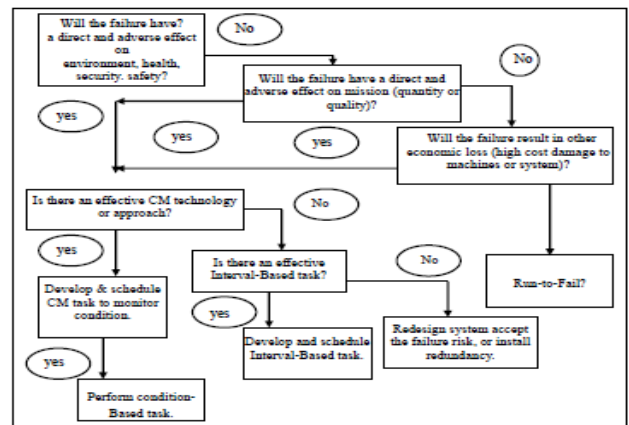 Will the failure have?
a direct and adverse effect
on
environment, health,
security. safety?
No
Will the failure have a direct and
adverse effect on mission (quantity or
quality)?
No
yes
yes
yes
Will the failure result in other
economic loss (high cost damage to
machines or system)?
Is there an effective CM technology
or approach?
No
yes
Is there an effective
Interval-Based task?
No
Run-to-Fail?
Develop & schedule
CM task to monitor
condition.
yes
Redesign system accept
the failure risk, or install
redundancy.
Develop and schedule
Interval-Based task.
yes
Perform condition-
Based task.